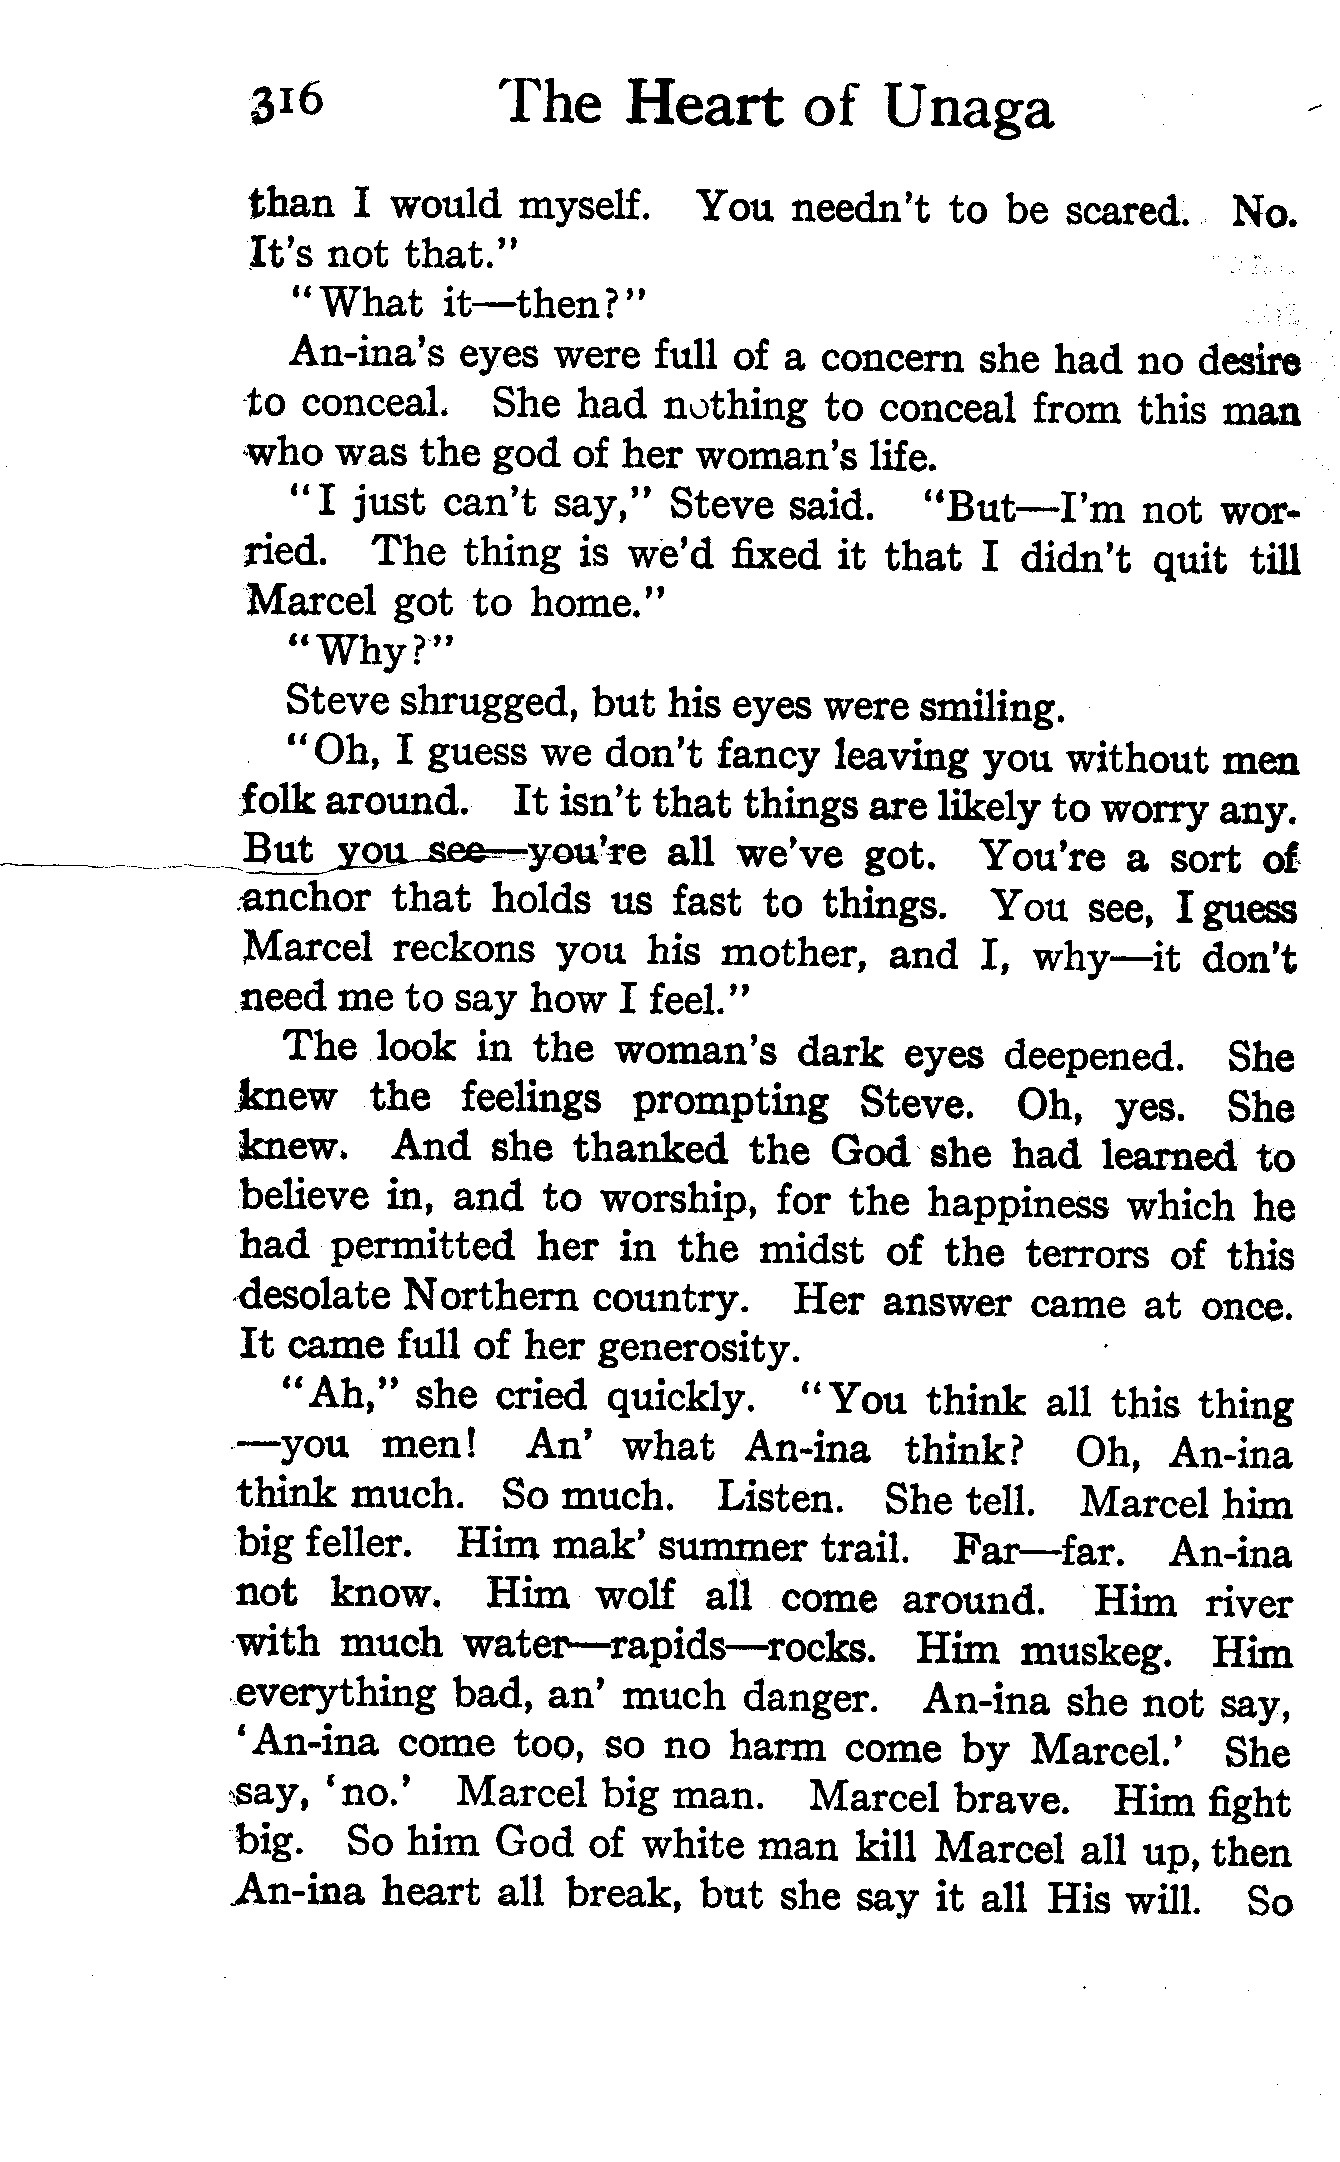 316 The Heart of Unaga
than I would myself. You needn't to be scared. No.
It's not that."
"What it—then?"
An-ina's eyes were full of a concern she had no desire
to conceal. She had nothing to conceal from this man
who was the god of her woman's life.
"I just can't say," Steve said. "But—I'm not wor-
ried. The thing is we'd fixed it that I didn't quit till
Marcel got to home."
"Why?"
Steve shrugged, but his eyes were smiling.
"Oh, I guess we don't fancy leaving you without men
folk around. It isn't that things are likely to worry any.
But you see—you're all we've got. You're a sort of
anchor that holds us fast to things. You see, I guess
Marcel reckons you his mother, and I, why—it don't
need me to say how I feel."
The look in the woman's dark eyes deepened. She
knew the feelings prompting Steve. Oh, yes. She
knew. And she thanked the God she had learned to
believe in, and to worship, for the happiness which he
had permitted her in the midst of the terrors of this
desolate Northern country. Her answer came at once.
It came full of her generosity.
"Ah," she cried quickly. "You think all this thing
—you men! An' what An-ina think? Oh, An-ina
think much. So much. Listen. She tell. Marcel him
big feller. Him mak' summer trail. Far—far. An-ina
not know. Him wolf all come around. Him river
with much water—rapids—rocks. Him muskeg. Him
everything bad, an' much danger. An-ina she not say,
'An-ina come too, so no harm come by Marcel.' She
say, 'no.' Marcel big man. Marcel brave. Him fight
big. So him God of white man kill Marcel all up, then
An-ina heart all break, but she say it all His will. So